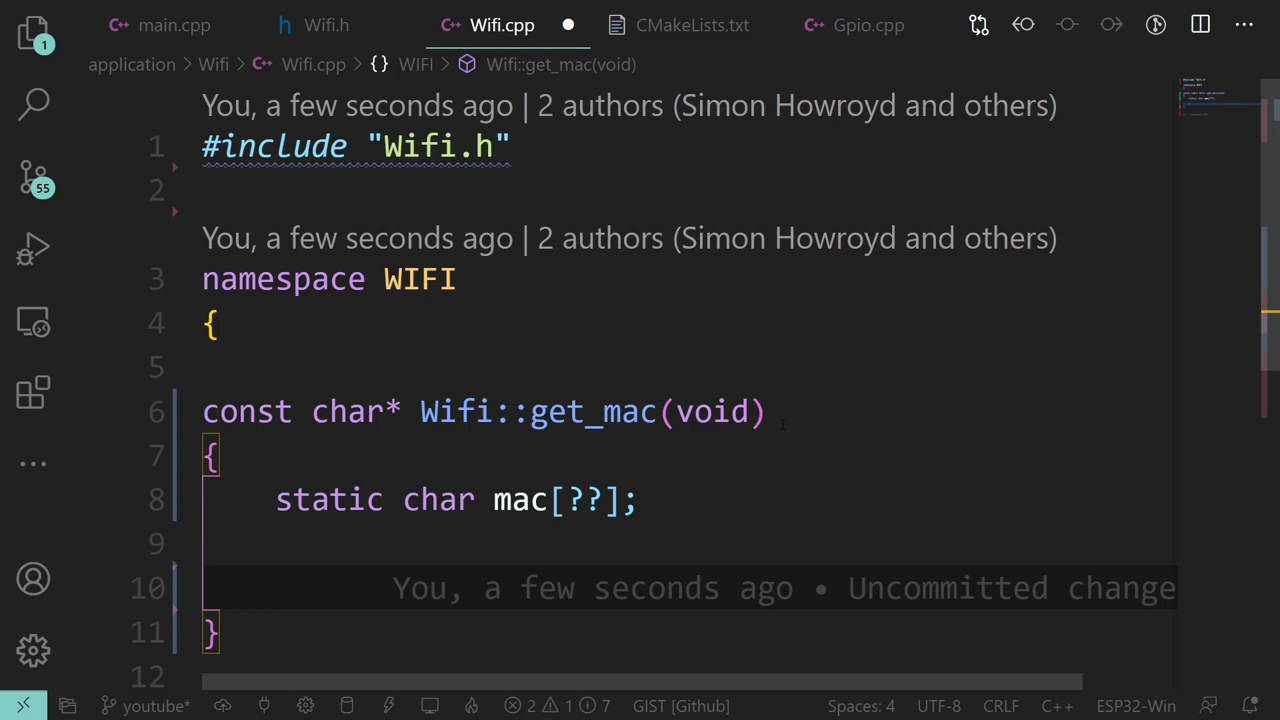 main.cpp Wifi.h Wifi.cpp CMakeLists.txt Gpio.cpp
application > Wifi > Wifi.cpp > {} WIFI > Wifi::get_mac(void)
You, a few seconds ago | 2 authors (Simon Howroyd and others)
1 #include "Wifi.h"
2
You, a few seconds ago | 2 authors (Simon Howroyd and others)
3 namespace WIFI
4 {
5
6 const char* Wifi::get_mac(void)
7 {
8 static char mac[??];
9
10 You, a few seconds ago • Uncommitted change
11 }
12
1
55
youtube* 2 1 7 GIST [Github] Spaces: 4 UTF-8 CRLF C++ ESP32-Win